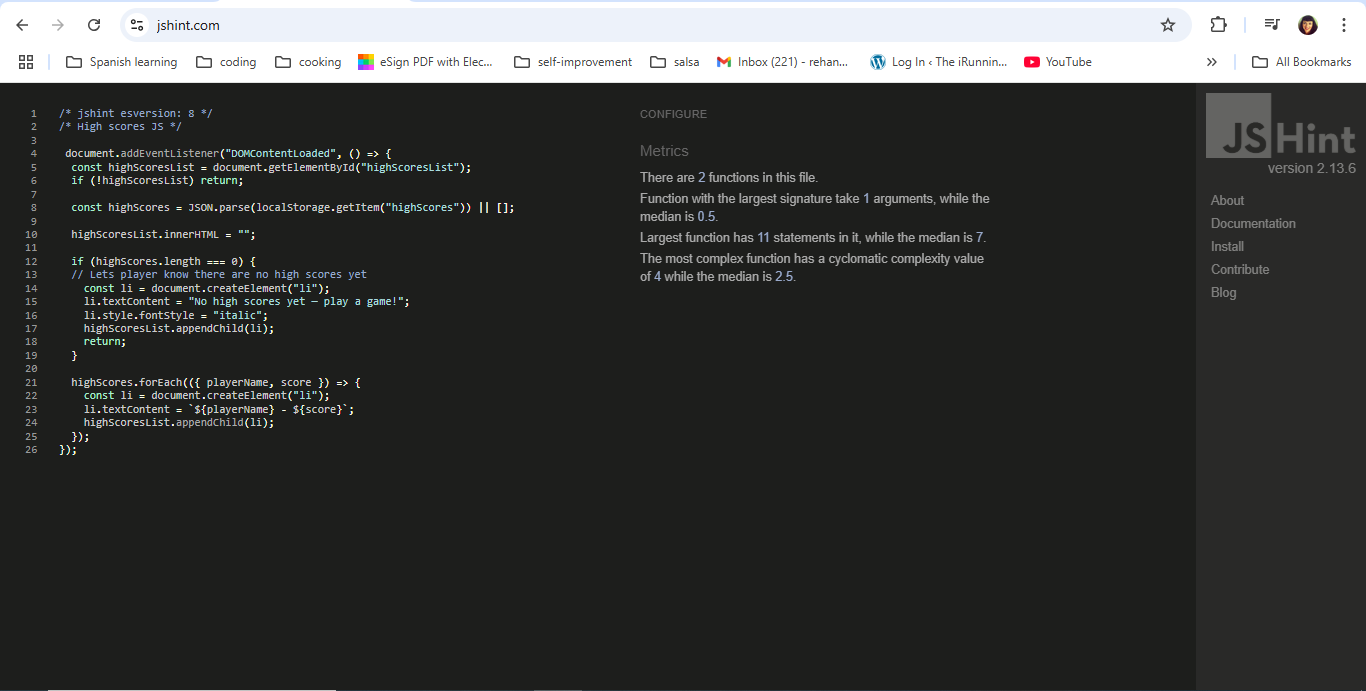 jshint.com
Spanish learning coding cooking eSign PDF with Elec... self-improvement salsa Inbox (221) - rehan... Log In ‹ The iRunnin... YouTube » All Bookmarks
1 /* jshint esversion: 8 */
2 /* High scores JS */
3
4 document.addEventListener("DOMContentLoaded", () => {
5 const highScoresList = document.getElementById("highScoresList");
6 if (!highScoresList) return;
7
8 const highScores = JSON.parse(localStorage.getItem("highScores")) || [];
9
10 highScoresList.innerHTML = "";
11
12 if (highScores.length === 0) {
13 // Lets player know there are no high scores yet
14 const li = document.createElement("li");
15 li.textContent = "No high scores yet — play a game!";
16 li.style.fontStyle = "italic";
17 highScoresList.appendChild(li);
18 return;
19 }
20
21 highScores.forEach(({ playerName, score }) => {
22 const li = document.createElement("li");
23 li.textContent = `${playerName} - ${score}`;
24 highScoresList.appendChild(li);
25 });
26 });
CONFIGURE
Metrics
There are 2 functions in this file.
Function with the largest signature take 1 arguments, while the
median is 0.5.
Largest function has 11 statements in it, while the median is 7.
The most complex function has a cyclomatic complexity value
of 4 while the median is 2.5.
JSHint
version 2.13.6
About
Documentation
Install
Contribute
Blog